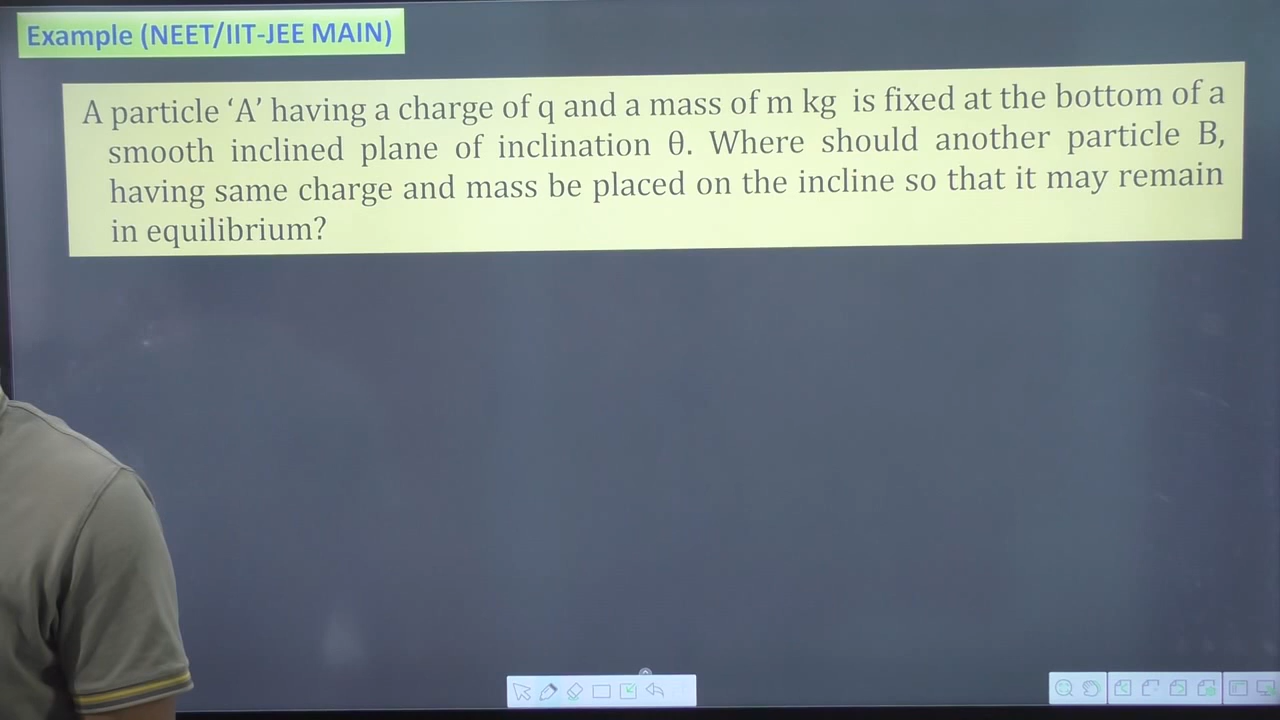 Example (NEET/IIT-JEE MAIN)
A particle ‘A’ having a charge of q and a mass of m kg is fixed at the bottom of a
smooth inclined plane of inclination θ. Where should another particle B,
having same charge and mass be placed on the incline so that it may remain
in equilibrium?